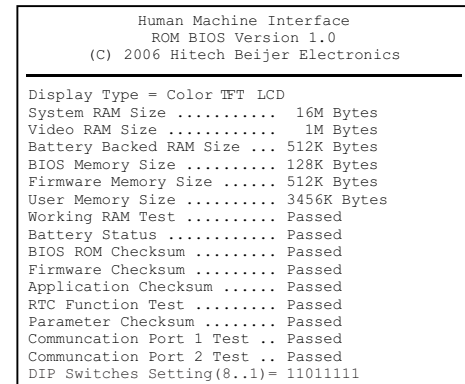 Human Machine Interface
ROM BIOS Version 1.0
(C) 2006 Hitech Beijer Electronics
Display Type = Color TFT LCD
System RAM Size ........... 16M Bytes
Video RAM Size ............ 1M Bytes
Battery Backed RAM Size ... 512K Bytes
BIOS Memory Size .......... 128K Bytes
Firmware Memory Size ...... 512K Bytes
User Memory Size .......... 3456K Bytes
Working RAM Test .......... Passed
Battery Status ............ Passed
BIOS ROM Checksum ......... Passed
Firmware Checksum ......... Passed
Application Checksum ...... Passed
RTC Function Test ......... Passed
Parameter Checksum ........ Passed
Communcation Port 1 Test .. Passed
Communcation Port 2 Test .. Passed
DIP Switches Setting(8..1)= 11011111